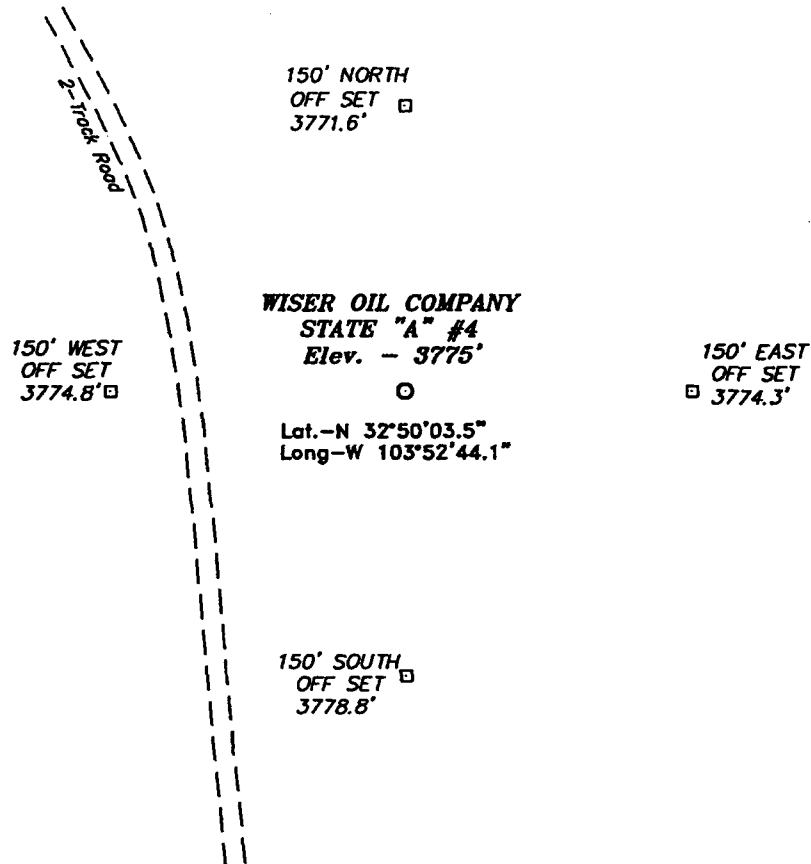 2-Track Road
150' NORTH
OFF SET
3771.6'
WISER OIL COMPANY
STATE "A" #4
Elev. - 3775'
150' WEST
OFF SET
3774.8'
150' EAST
OFF SET
3774.3'
Lat.-N 32°50'03.5"
Long-W 103°52'44.1"
150' SOUTH
OFF SET
3778.8'